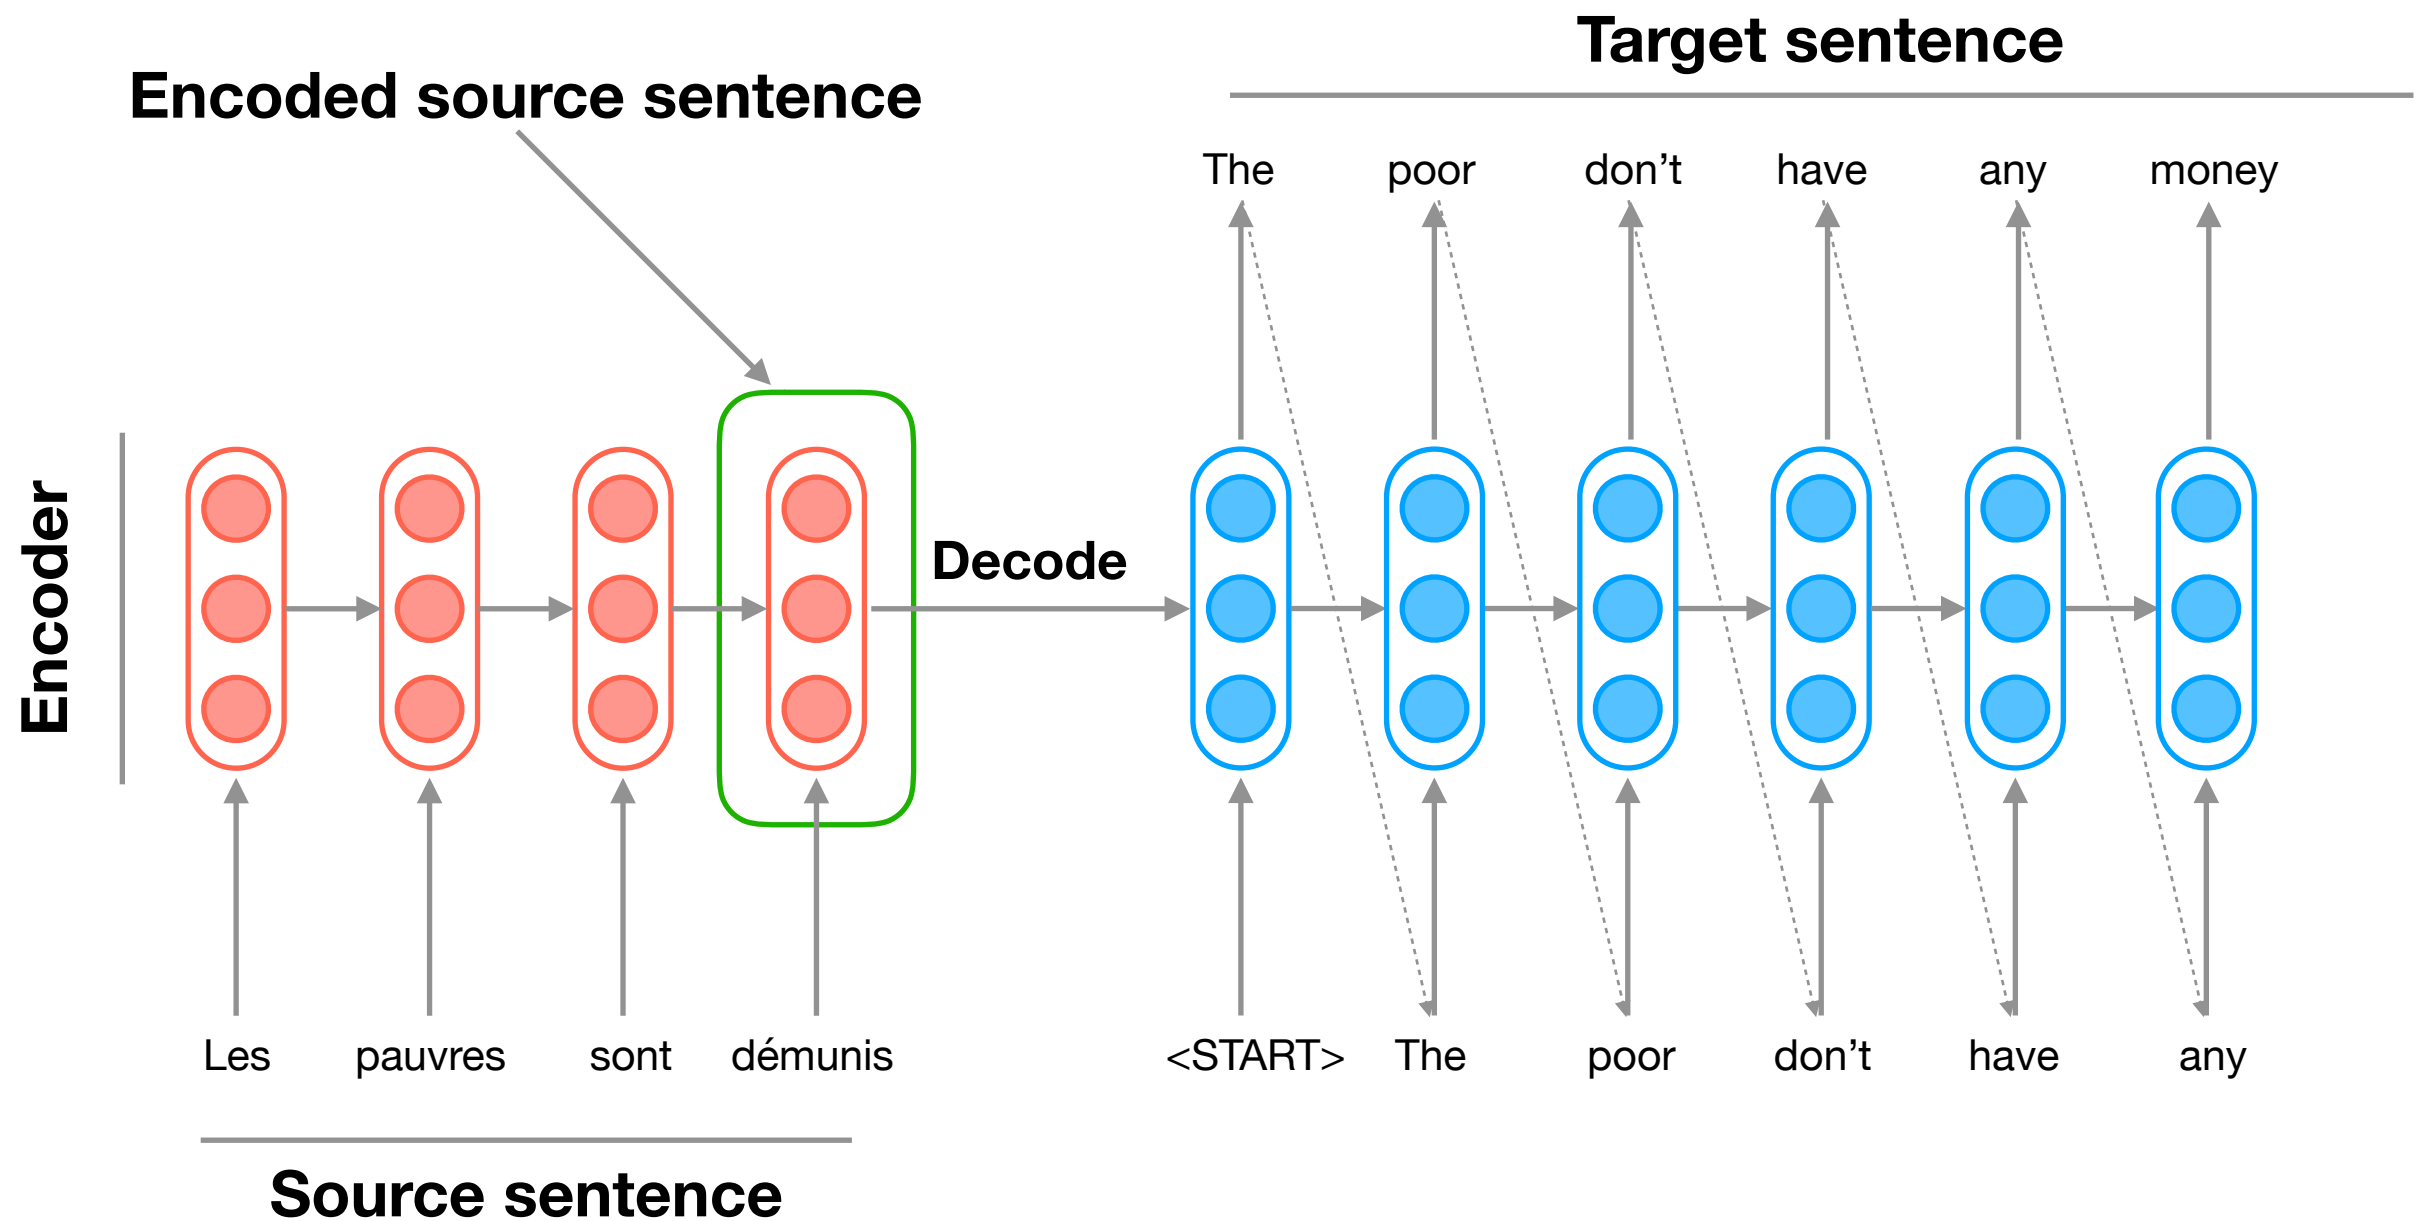 Target sentence
Encoded source sentence
The poor don’t have any money
Encoder
Decode
Les pauvres sont démunis
<START> The poor don’t have any
Source sentence